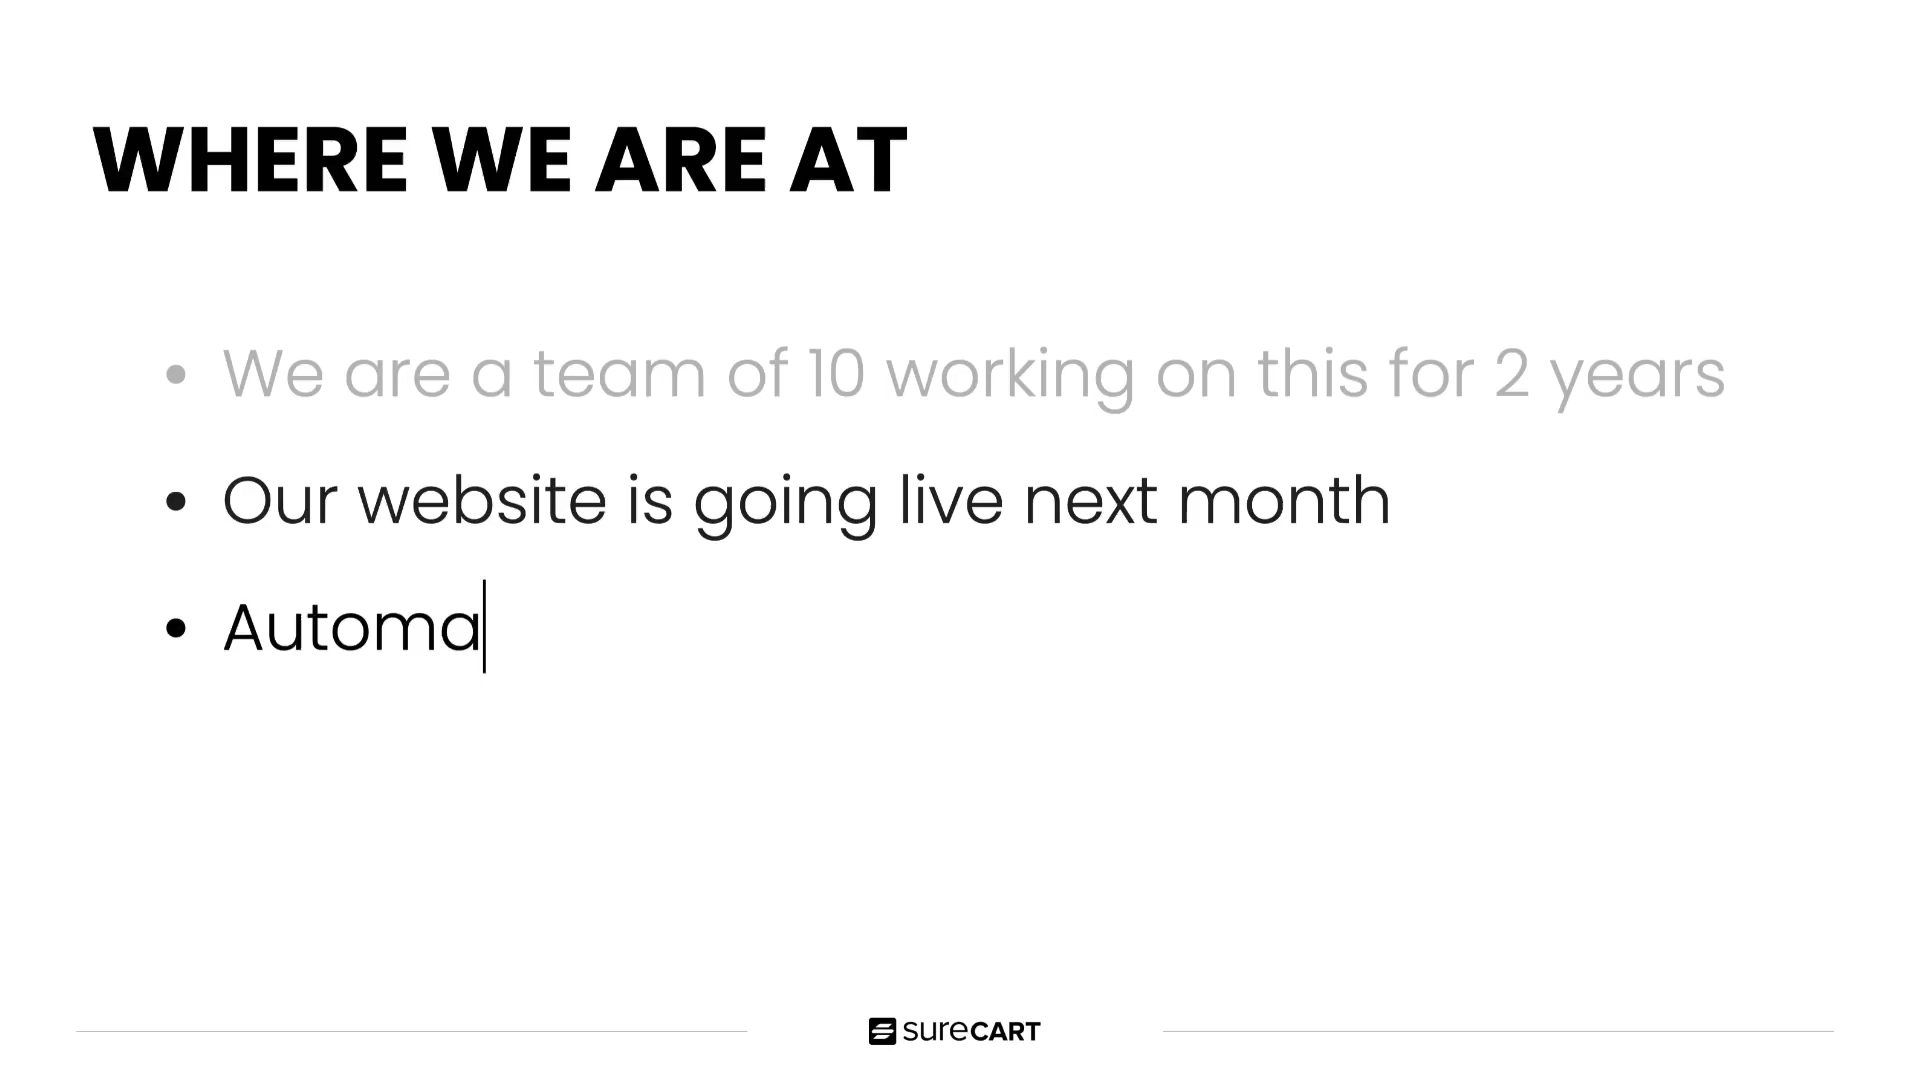 WHERE WE ARE AT
• We are a team of 10 working on this for 2 years
• Our website is going live next month
• Automa
SURECART